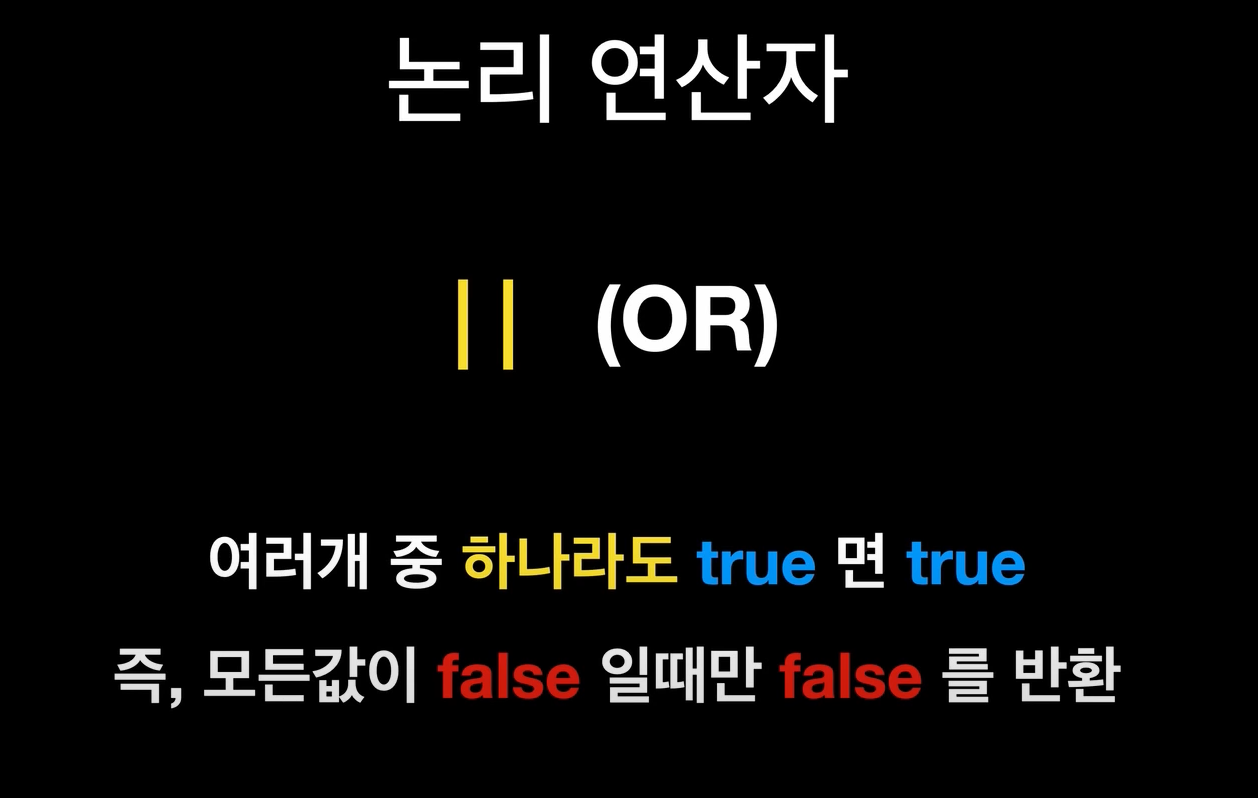 논리 연산자
|| (OR)
여러개 중 하나라도 true 면 true
즉, 모든값이 false 일때만 false 를 반환